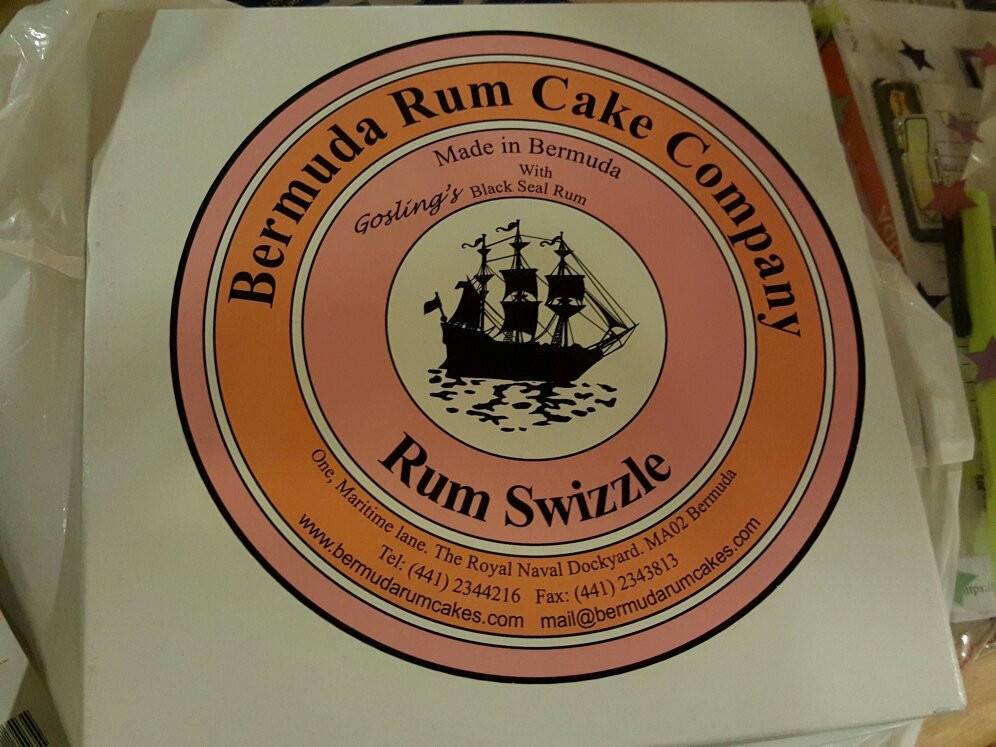 Bermuda Rum Cake Company
Made in Bermuda
With
Gosling's Black Seal Rum
Rum Swizzle
One, Maritime lane. The Royal Naval Dockyard. MA02 Bermuda
Tel: (441) 2344216 Fax: (441) 2343813
www.bermudarumcakes.com mail@bermudarumcakes.com